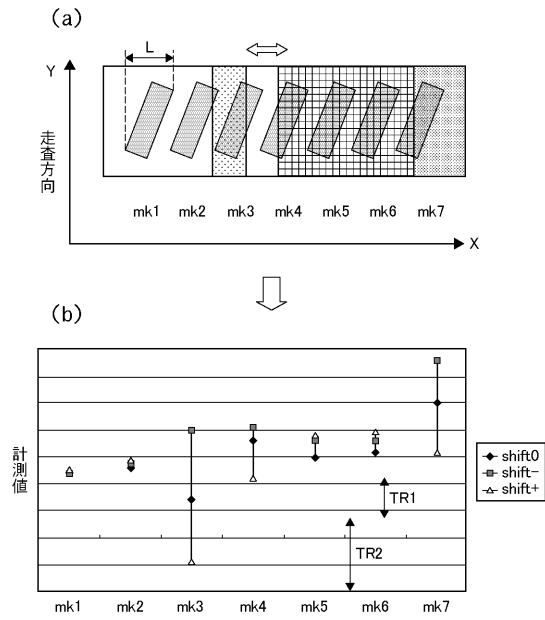 (a)
L
Y
走査方向
mk1 mk2 mk3 mk4 mk5 mk6 mk7
X
(b)
計測値
shift0
shift-
shift+
TR1
TR2
mk1 mk2 mk3 mk4 mk5 mk6 mk7